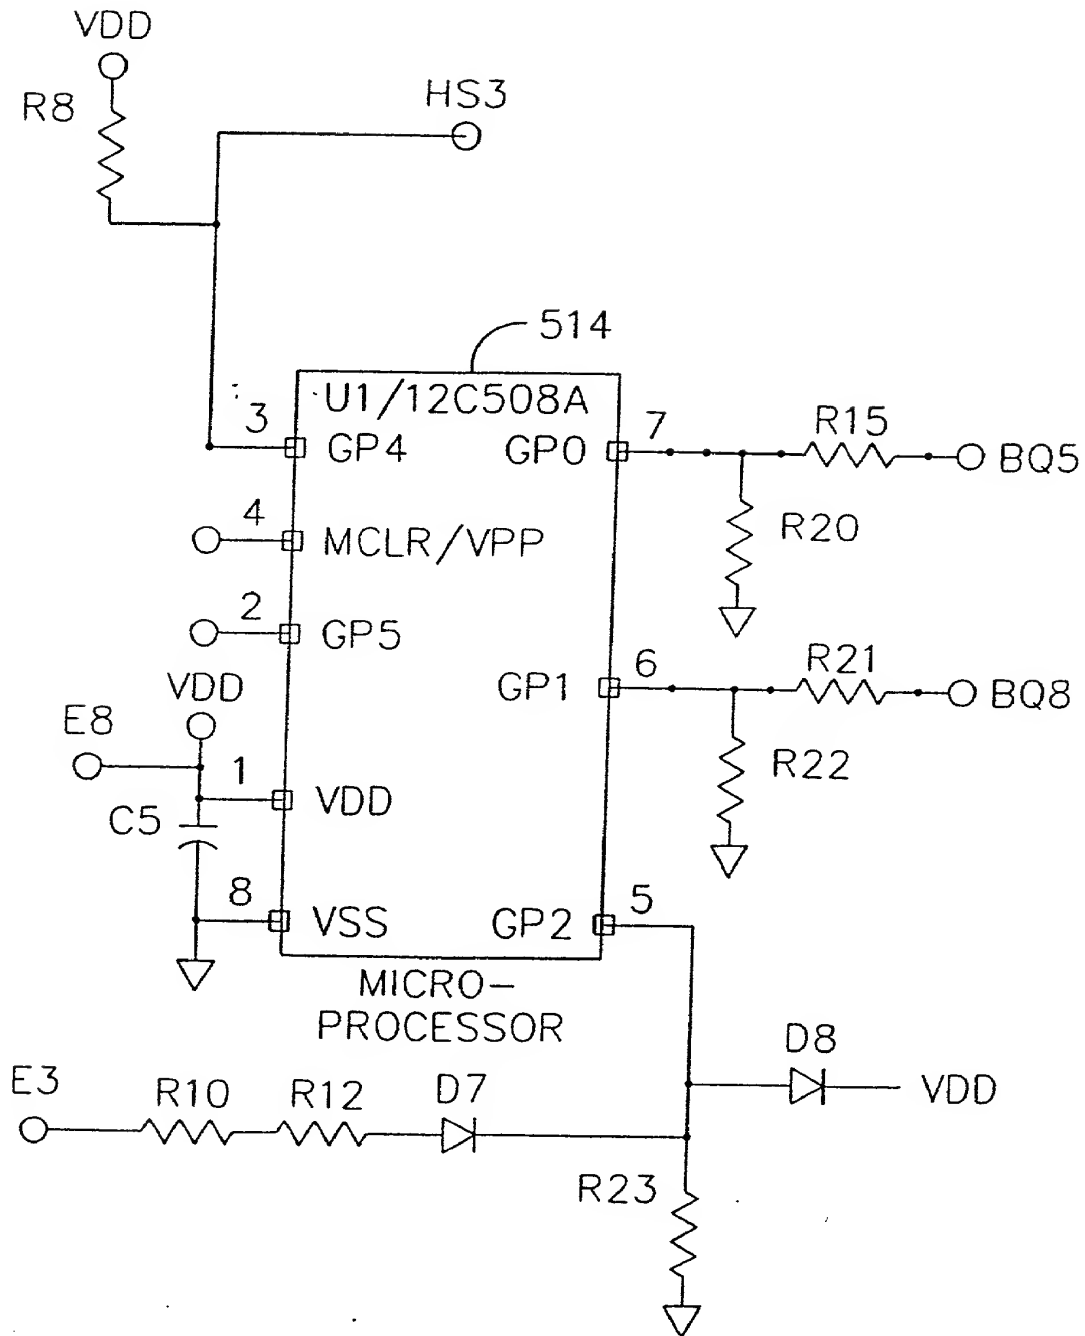 VDD
R8
HS3
514
U1/12C508A
3
GP4
GP0
7
R15
BQ5
4
MCLR/VPP
R20
2
GP5
VDD
GP1
6
R21
BQ8
E8
1
VDD
R22
C5
8
VSS
GP2
5
MICRO-
PROCESSOR
D8
VDD
E3
R10
R12
D7
R23